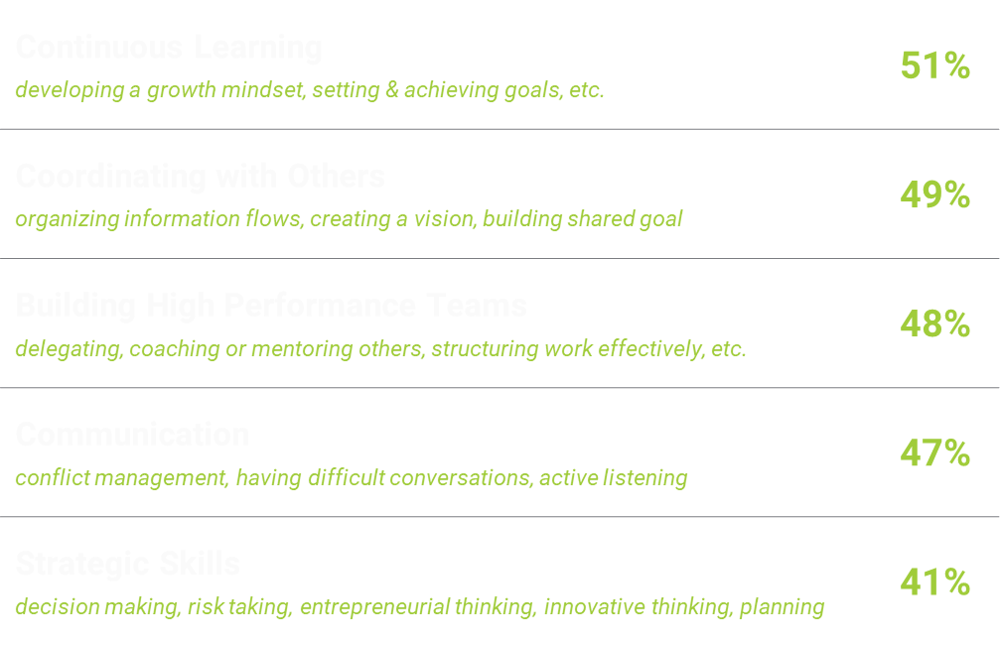 Continuous Learning
developing a growth mindset, setting & achieving goals, etc.
51%
Coordinating with Others
organizing information flows, creating a vision, building shared goal
49%
Building High Performance Teams
delegating, coaching or mentoring others, structuring work effectively, etc.
48%
Communication
conflict management, having difficult conversations, active listening
47%
Strategic Skills
decision making, risk taking, entrepreneurial thinking, innovative thinking, planning
41%